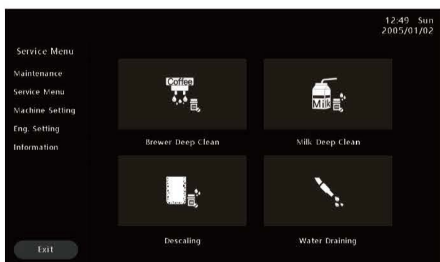 12:49 Sun
2005/01/02
Service Menu
Maintenance
Service Menu
Machine Setting
Eng. Setting
Information
Coffee
Brewer Deep Clean
Milk
Milk Deep Clean
Descaling
Water Draining
Exit